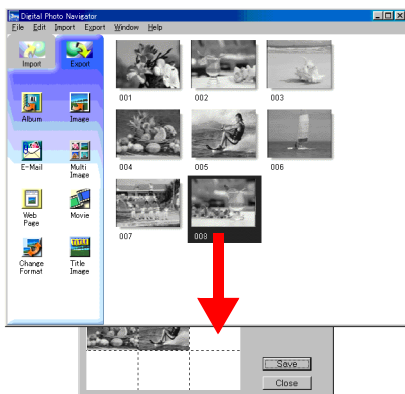 Digital Photo Navigator
File Edit Import Export Window Help
Import Export
001 002 003
Album Image
004 005 006
E-Mail Multi Image
Web Page Movie
007 008
Change Format Title Image
Save
Close